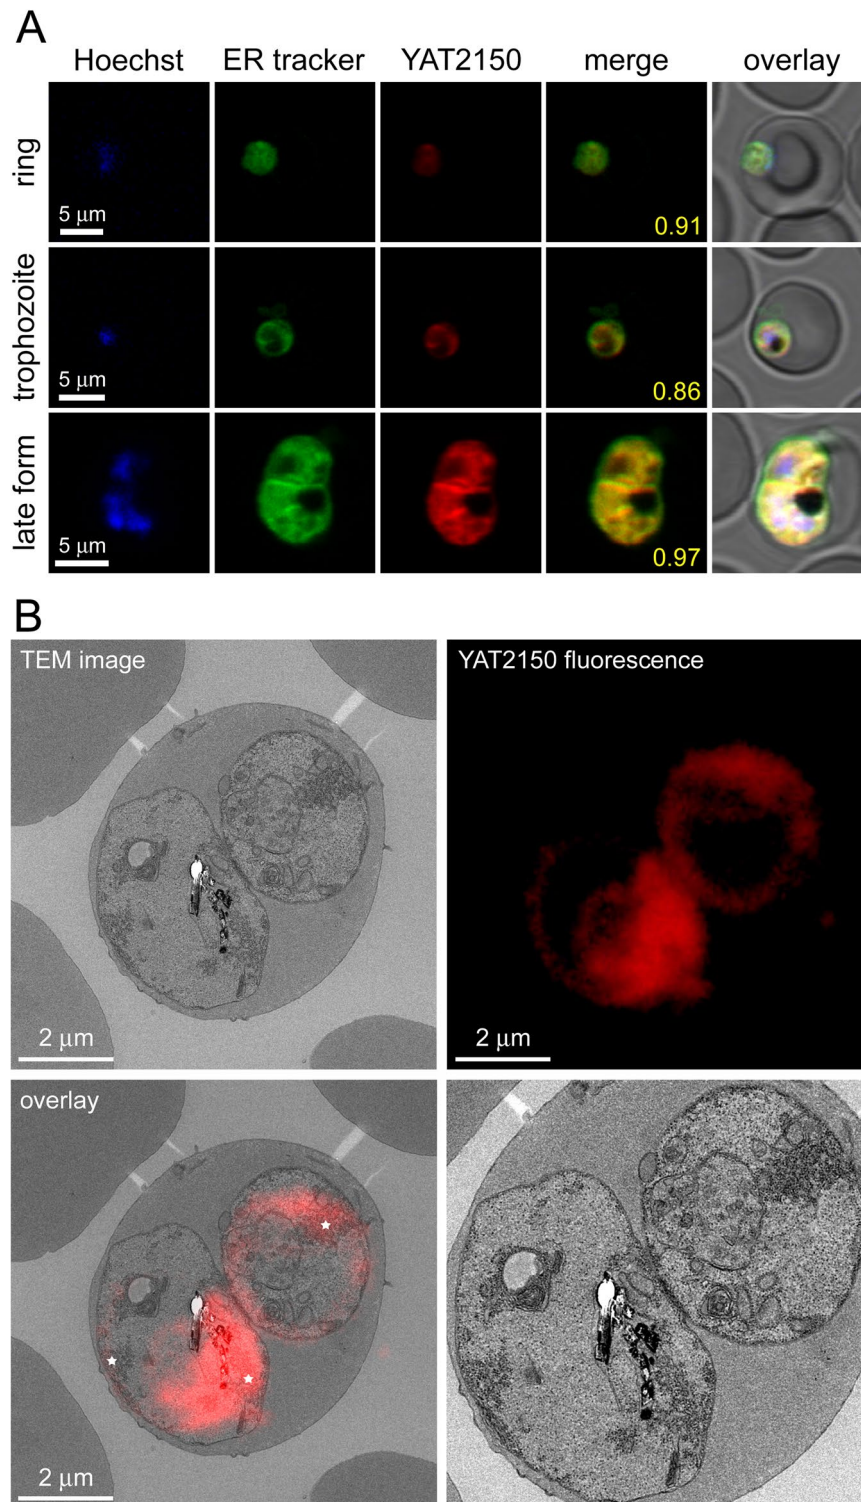 A
Hoechst ER tracker YAT2150 merge overlay
ring
5 μm
0.91
trophozoite
5 μm
0.86
late form
5 μm
0.97
B
TEM image
YAT2150 fluorescence
2 μm
2 μm
overlay
2 μm